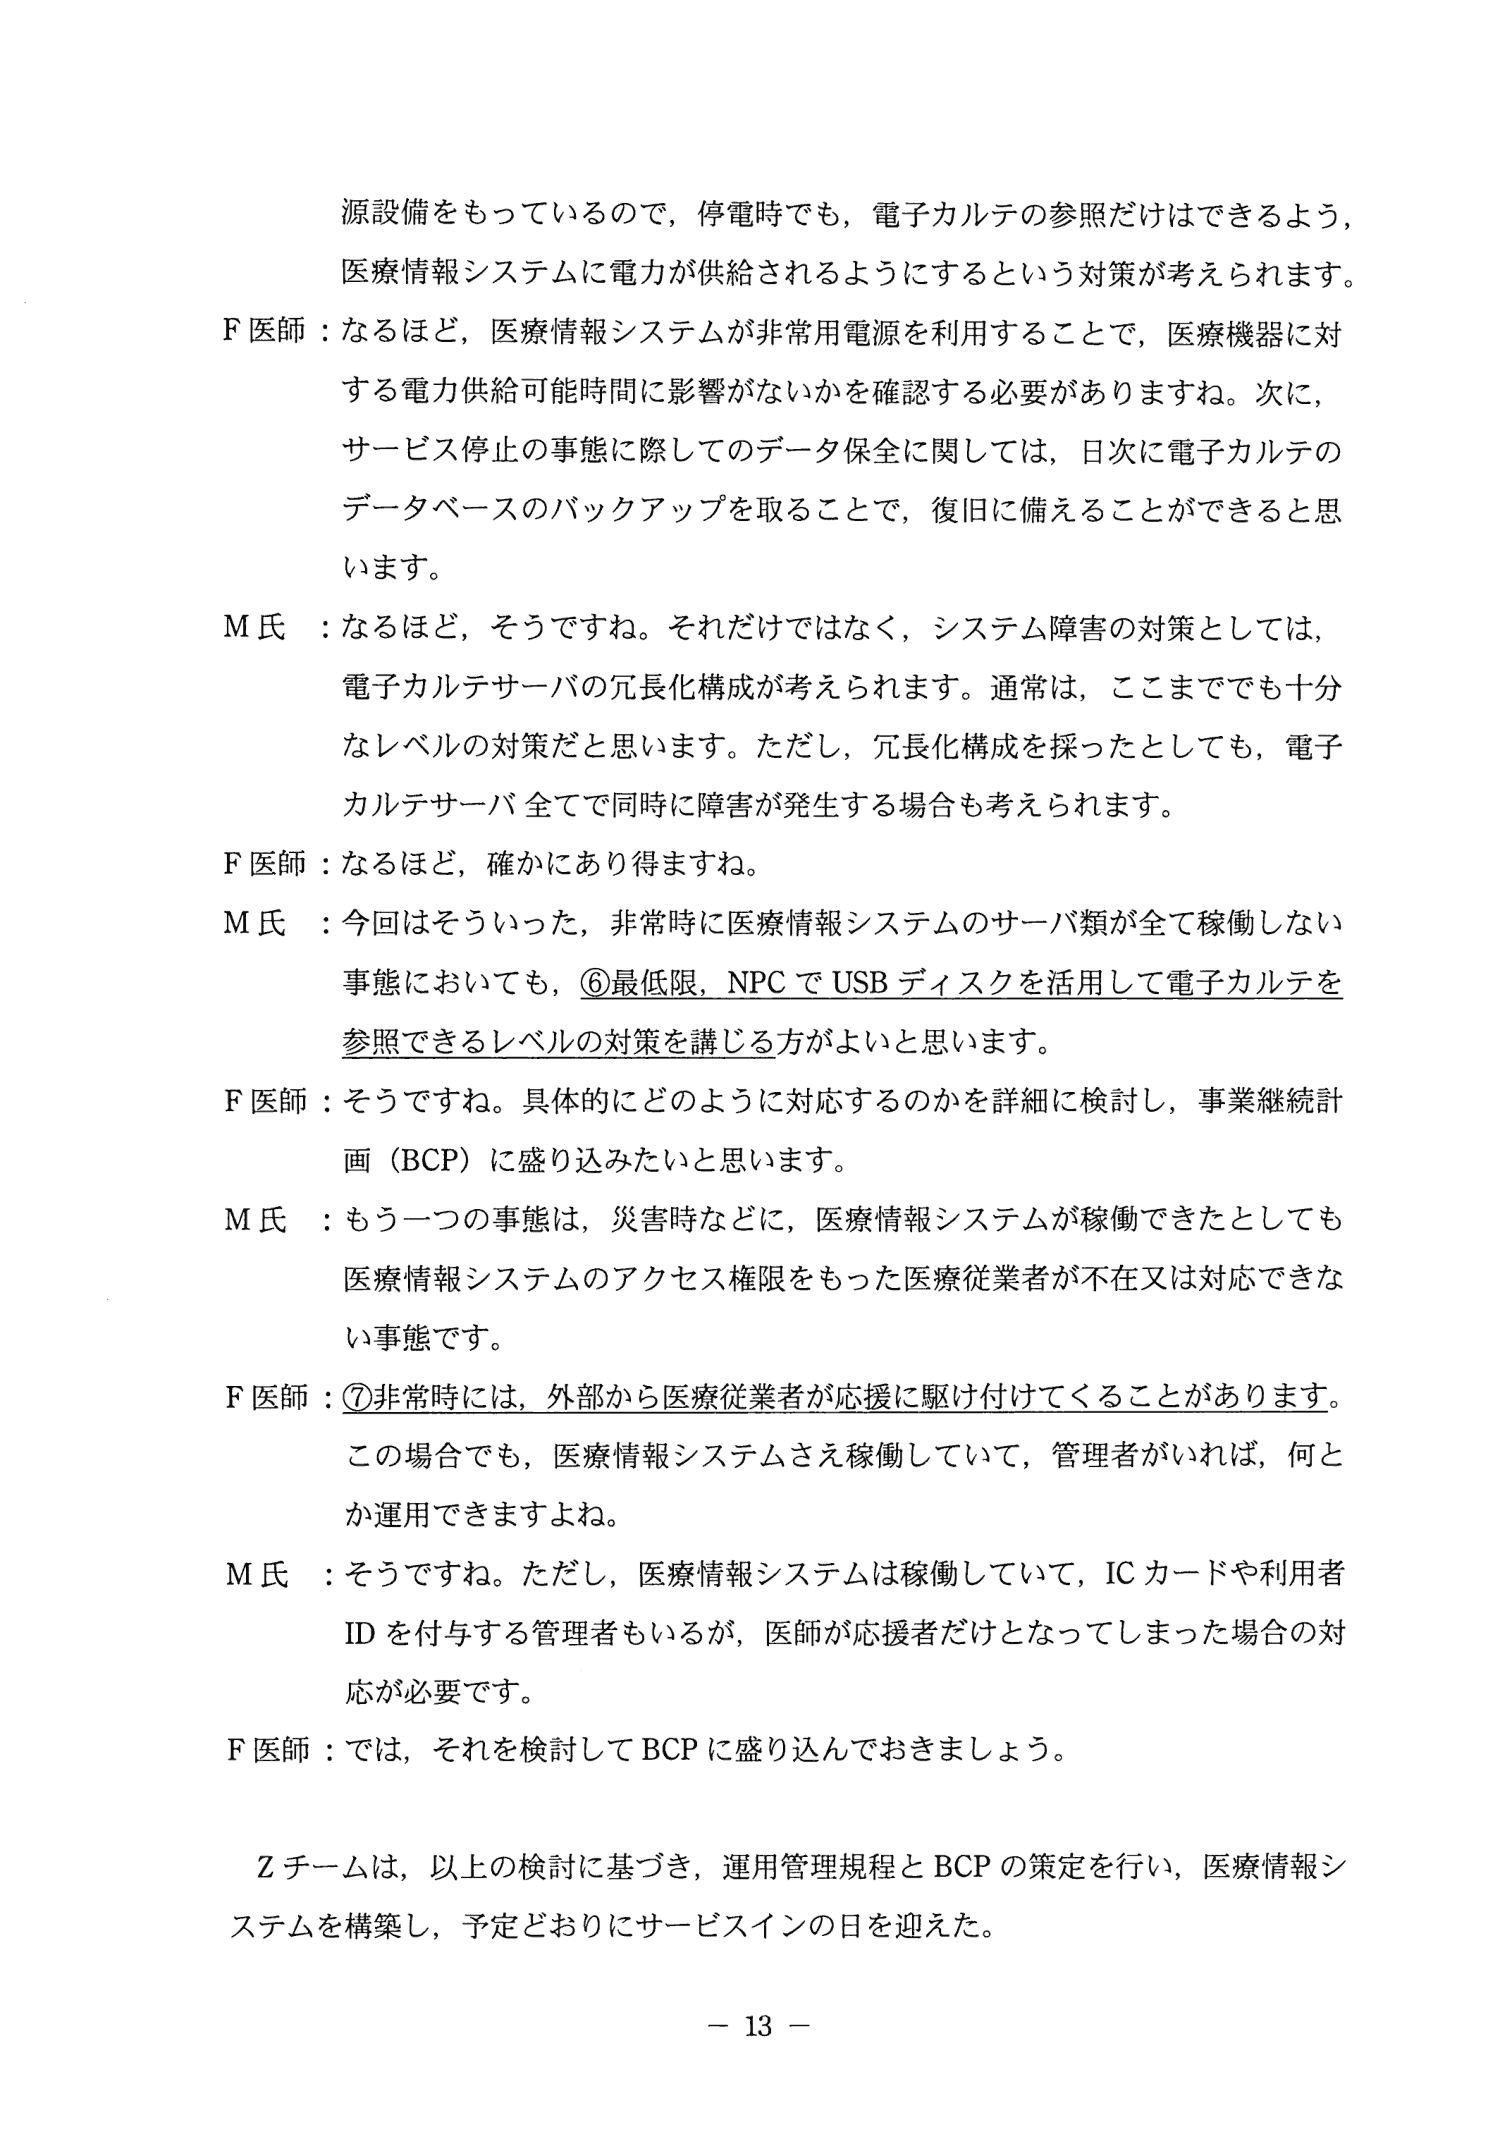 源設備をもっているので，停電時でも，電子カルテの参照だけはできるよう，
医療情報システムに電力が供給されるようにするという対策が考えられます。
F 医師：なるほど，医療情報システムが非常用電源を利用することで，医療機器に対
する電力供給可能時間に影響がないかを確認する必要がありますね。次に，
サービス停止の事態に際してのデータ保全に関しては，日次に電子カルテの
データベースのバックアップを取ることで，復旧に備えることができると思
います。
M 氏　：なるほど，そうですね。それだけではなく，システム障害の対策としては，
電子カルテサーバの冗長化構成が考えられます。通常は，ここまででも十分
なレベルの対策だと思います。ただし，冗長化構成を採ったとしても，電子
カルテサーバ 全てで同時に障害が発生する場合も考えられます。
F 医師：なるほど，確かにあり得ますね。
M 氏　：今回はそういった，非常時に医療情報システムのサーバ類が全て稼働しない
事態においても，⑥最低限，NPC で USB ディスクを活用して電子カルテを
参照できるレベルの対策を講じる方がよいと思います。
F 医師：そうですね。具体的にどのように対応するのかを詳細に検討し，事業継続計
画（BCP）に盛り込みたいと思います。
M 氏　：もう一つの事態は，災害時などに，医療情報システムが稼働できたとしても
医療情報システムのアクセス権限をもった医療従業者が不在又は対応できな
い事態です。
F 医師：⑦非常時には，外部から医療従業者が応援に駆け付けてくることがあります。
この場合でも，医療情報システムさえ稼働していて，管理者がいれば，何と
か運用できますよね。
M 氏　：そうですね。ただし，医療情報システムは稼働していて，IC カードや利用者
ID を付与する管理者もいるが，医師が応援者だけとなってしまった場合の対
応が必要です。
F 医師：では，それを検討して BCP に盛り込んでおきましょう。
Z チームは，以上の検討に基づき，運用管理規程と BCP の策定を行い，医療情報シ
ステムを構築し，予定どおりにサービスインの日を迎えた。
－ 13 －